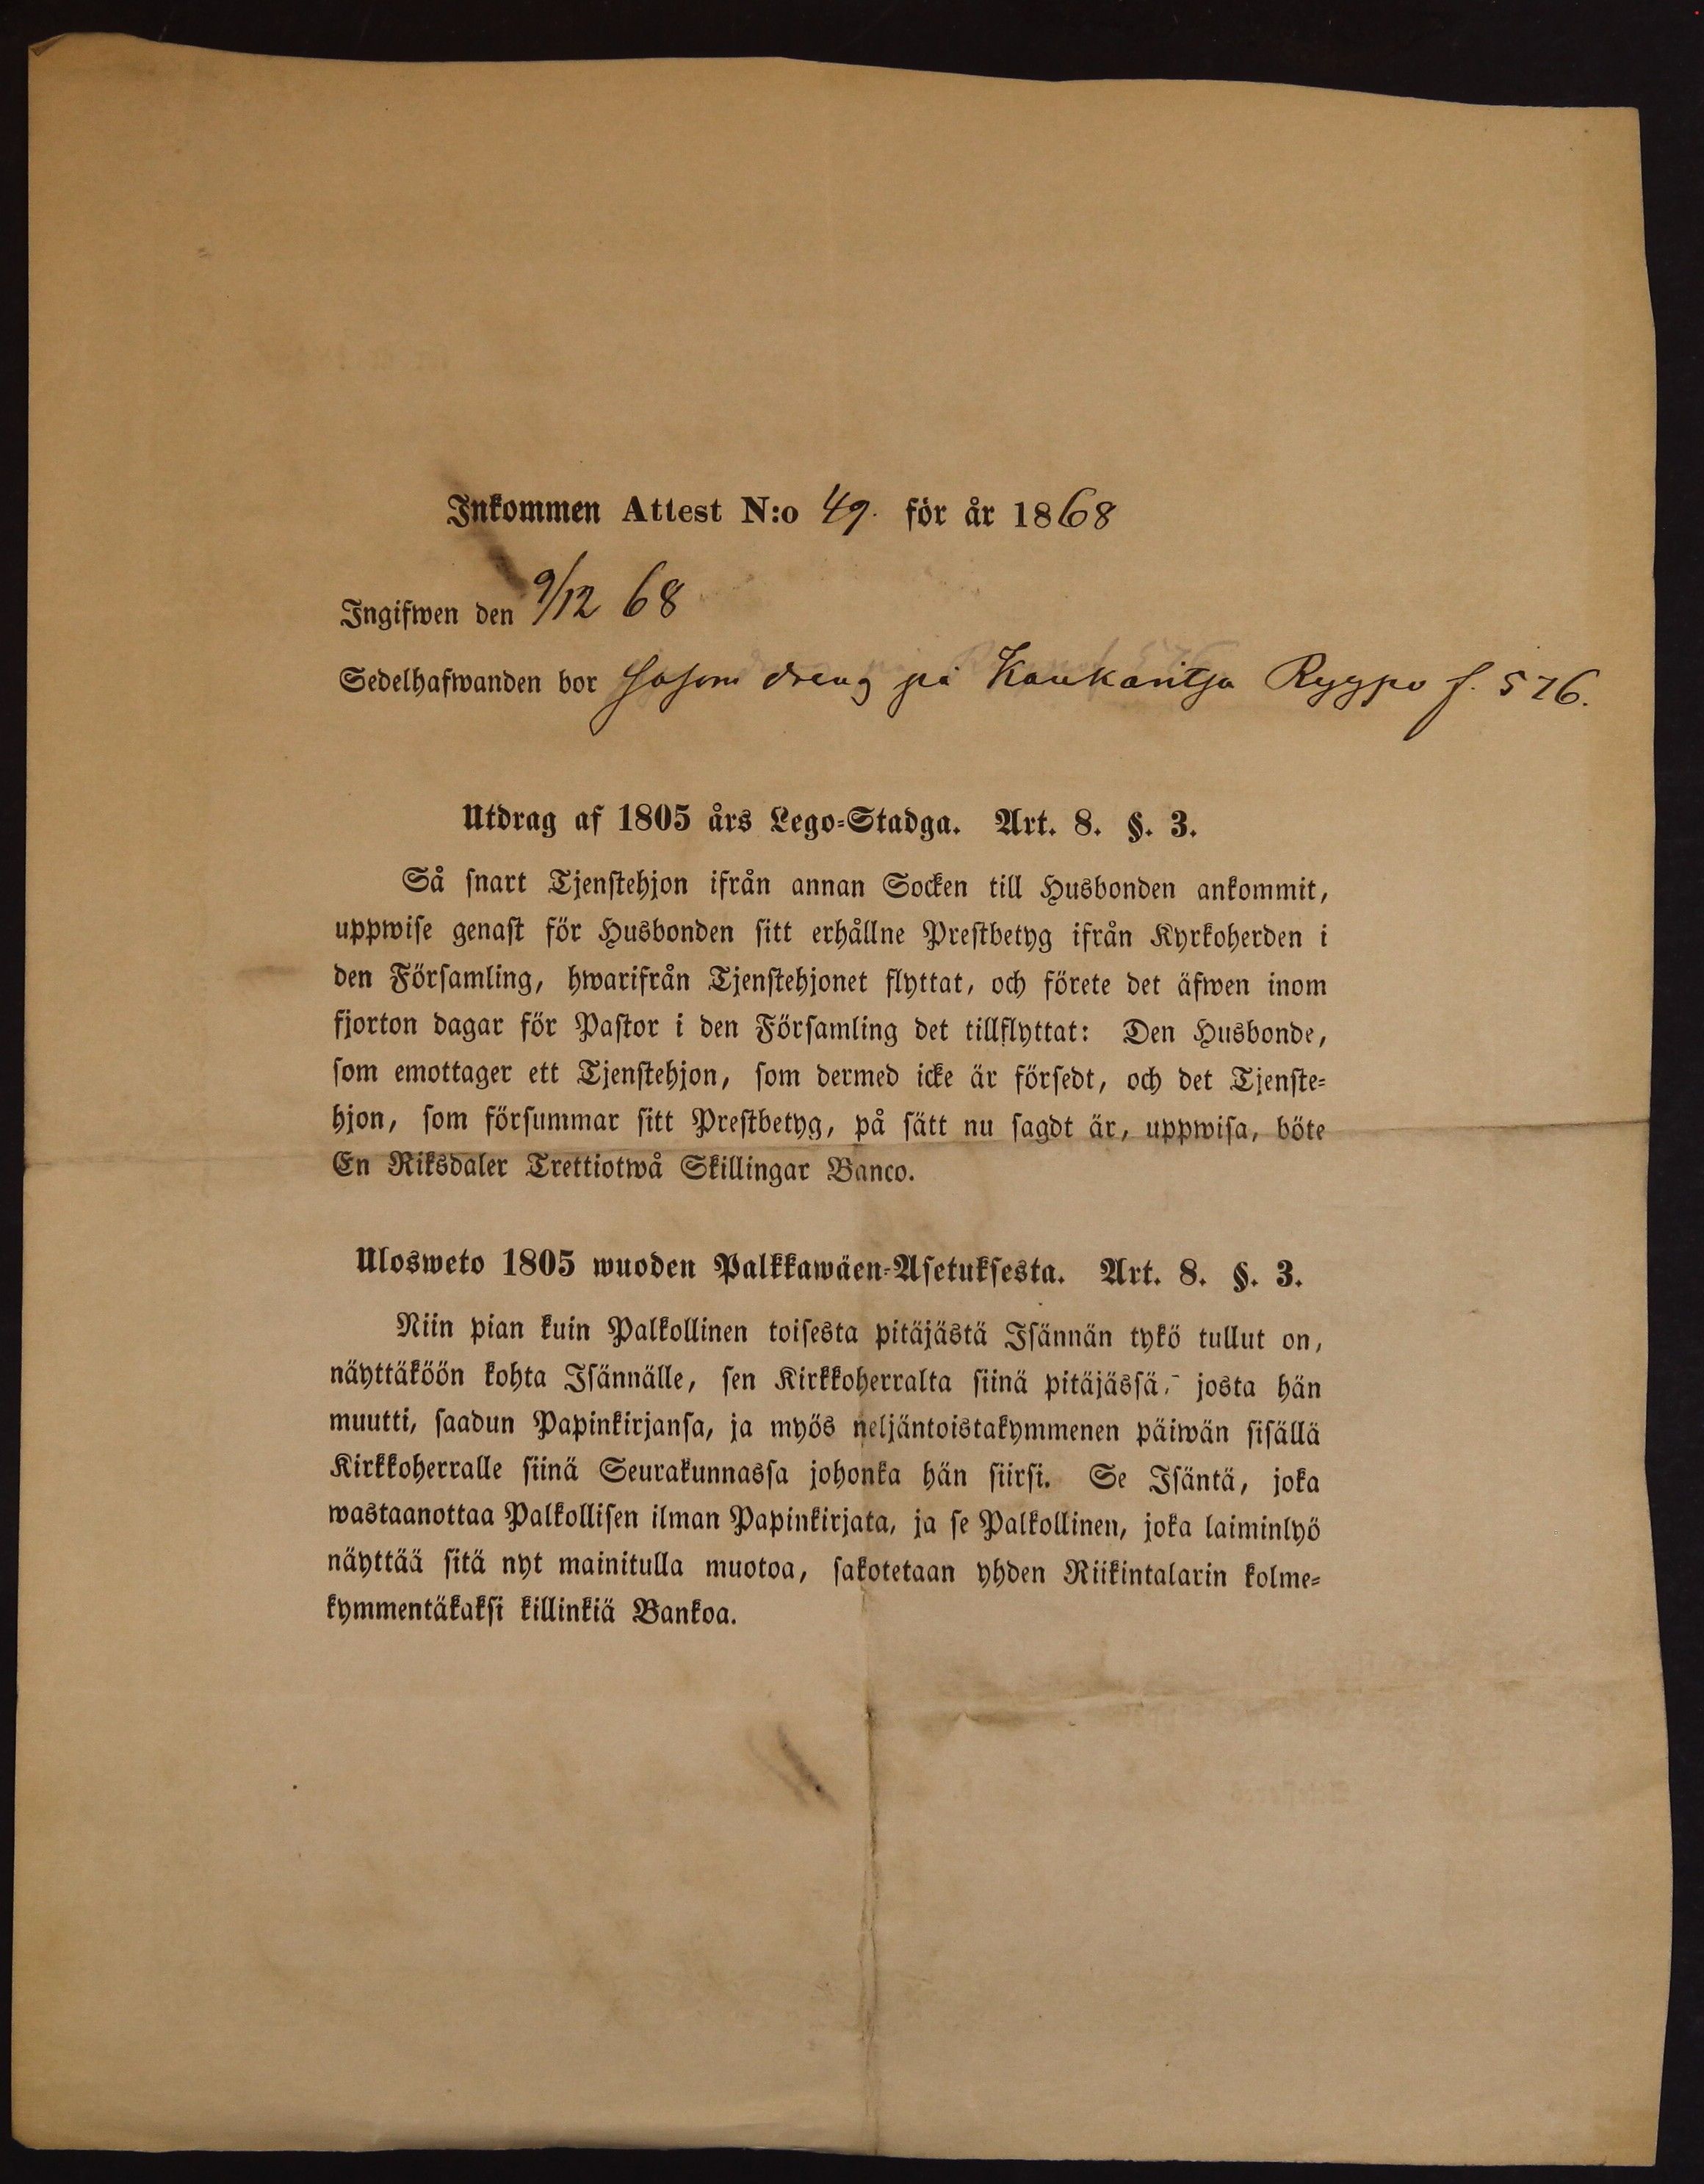 Inkommen Attest N:o 49. för år 1868
Ingifwen den 9/12 68
Sedelhafwanden bor såsom dreng på Kaukaritsa Ryypö f. 576.
Utdrag af 1805 års Lego-Stadga. Art. 8. §. 3.
Så snart Tjenstehjon ifrån annan Socken till Husbonden ankommit,
uppwise genast för Husbonden sitt erhållne Prestbetyg ifrån Kyrkoherden i
den Församling, hwarifrån Tjenstehjonet flyttat, och förete det äfwen inom
fjorton dagar för Pastor i den Församling det tillflyttat: Den Husbonde,
som emottager ett Tjenstehjon, som dermed icke är försedt, och det Tjenste-
hjon, som försummar sitt Prestbetyg, på sätt nu sagdt är, uppwisa, böte
En Riksdaler Trettiotwå Skillingar Banco.
Ulosweto 1805 wuoden Palkkawäen-Asetuksesta. Art. 8. §. 3.
Niin pian kuin Palkollinen toisesta pitäjästä Isännän tykö tullut on,
näyttäköön kohta Isännälle, sen Kirkkoherralta siinä pitäjässä, josta hän
muutti, saadun Papinkirjansa, ja myös neljäntoistakymmenen päiwän sisällä
Kirkkoherralle siinä Seurakunnassa johonka hän siirsi. Se Isäntä, joka
wastaanottaa Palkollisen ilman Papinkirjata, ja se Palkollinen, joka laiminlyö
näyttää sitä nyt mainitulla muotoa, sakotetaan yhden Riikintalarin kolme-
kymmentäkaksi killinkiä Bankoa.